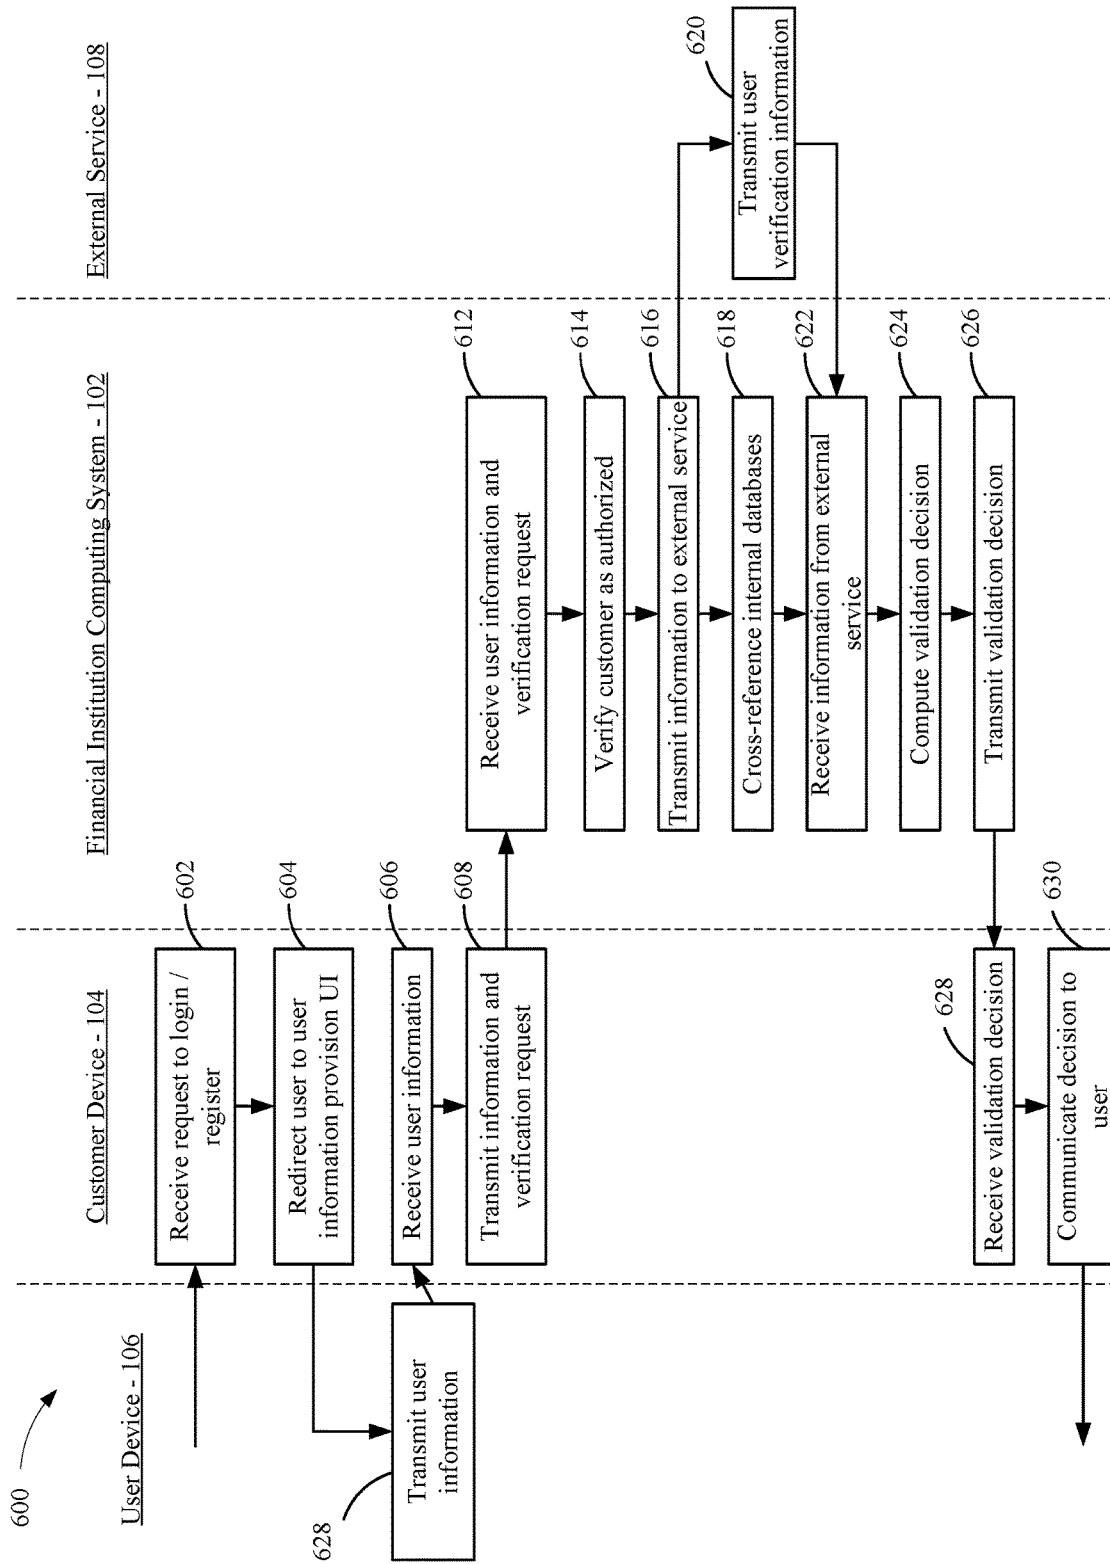 600
User Device - 106
Customer Device - 104
Financial Institution Computing System - 102
External Service - 108
602
Receive request to login /
register
604
Redirect user to user
information provision UI
628
Transmit user
information
606
Receive user information
608
Transmit information and
verification request
612
Receive user information and
verification request
614
Verify customer as authorized
616
Transmit information to external service
618
Cross-reference internal databases
620
Transmit user
verification information
622
Receive information from external
service
624
Compute validation decision
626
Transmit validation decision
628
Receive validation decision
630
Communicate decision to
user